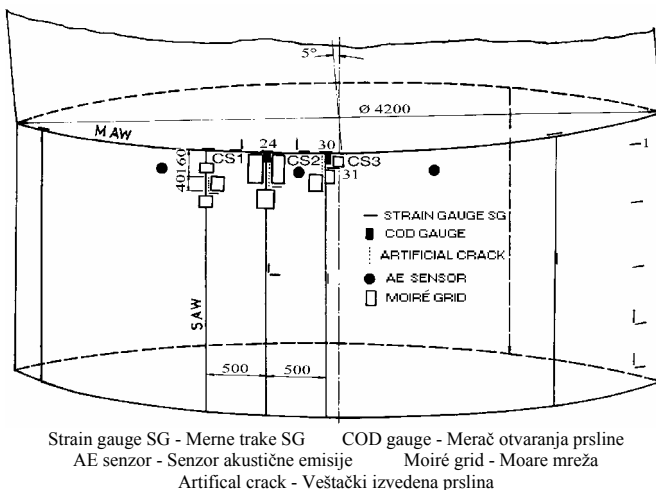 5°
Ø 4200
MAW
24
30
CS1
CS2
CS3
1
160
40
31
STRAIN GAUGE SG
COD GAUGE
ARTIFICIAL CRACK
AE SENSOR
MOIRÉ GRID
SAW
500
500
Strain gauge SG - Merne trake SG COD gauge - Merač otvaranja prsline
AE senzor - Senzor akustične emisije Moiré grid - Moare mreža
Artifical crack - Veštački izvedena prslina